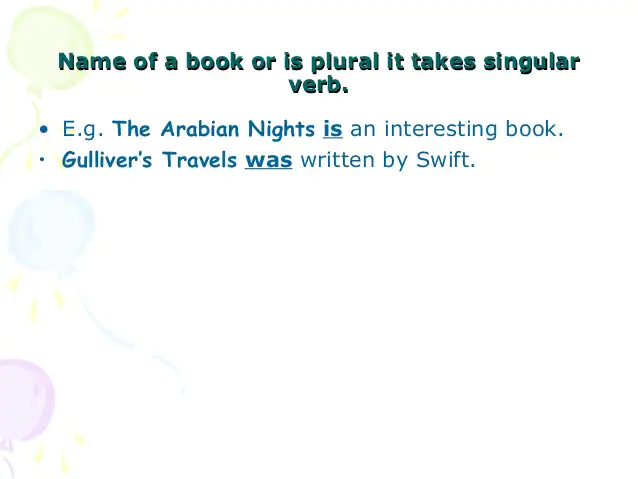 Name of a book or is plural it takes singular
verb.
• E.g. The Arabian Nights is an interesting book.
• Gulliver’s Travels was written by Swift.